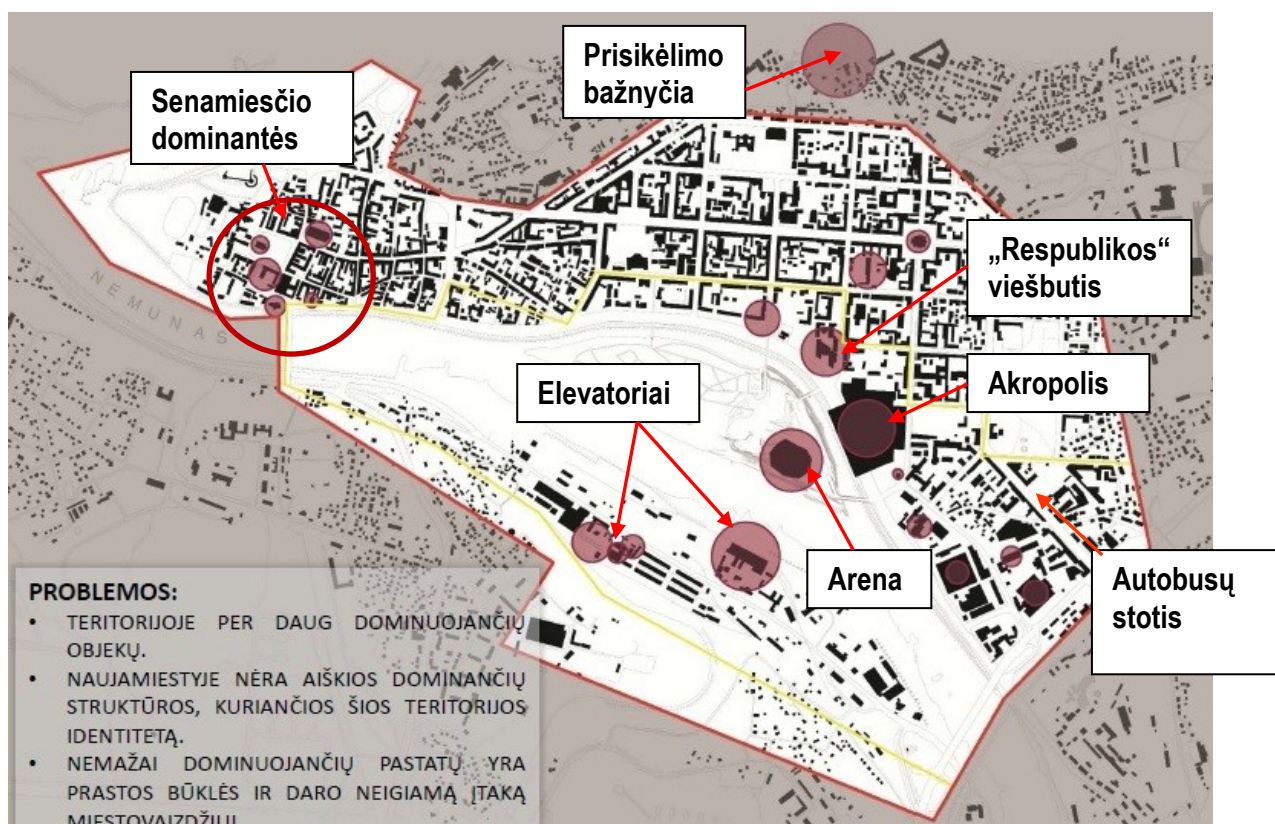 Prisikėlimo
bažnyčia
Senamiesčio
dominantės
„Respublikos“
viešbutis
NEMUNAS
Elevatoriai
Akropolis
Arena
Autobusų
stotis
PROBLEMOS:
• TERITORIJOJE PER DAUG DOMINUOJANČIŲ
OBJEKŲ.
• NAUJAMIESTYJE NĖRA AIŠKIOS DOMINANČIŲ
STRUKTŪROS, KURIANČIOS ŠIOS TERITORIJOS
IDENTITETĄ.
• NEMAŽAI DOMINUOJANČIŲ PASTATŲ YRA
PRASTOS BŪKLĖS IR DARO NEIGIAMĄ ĮTAKĄ
MIESTOVAIZDŽIUI